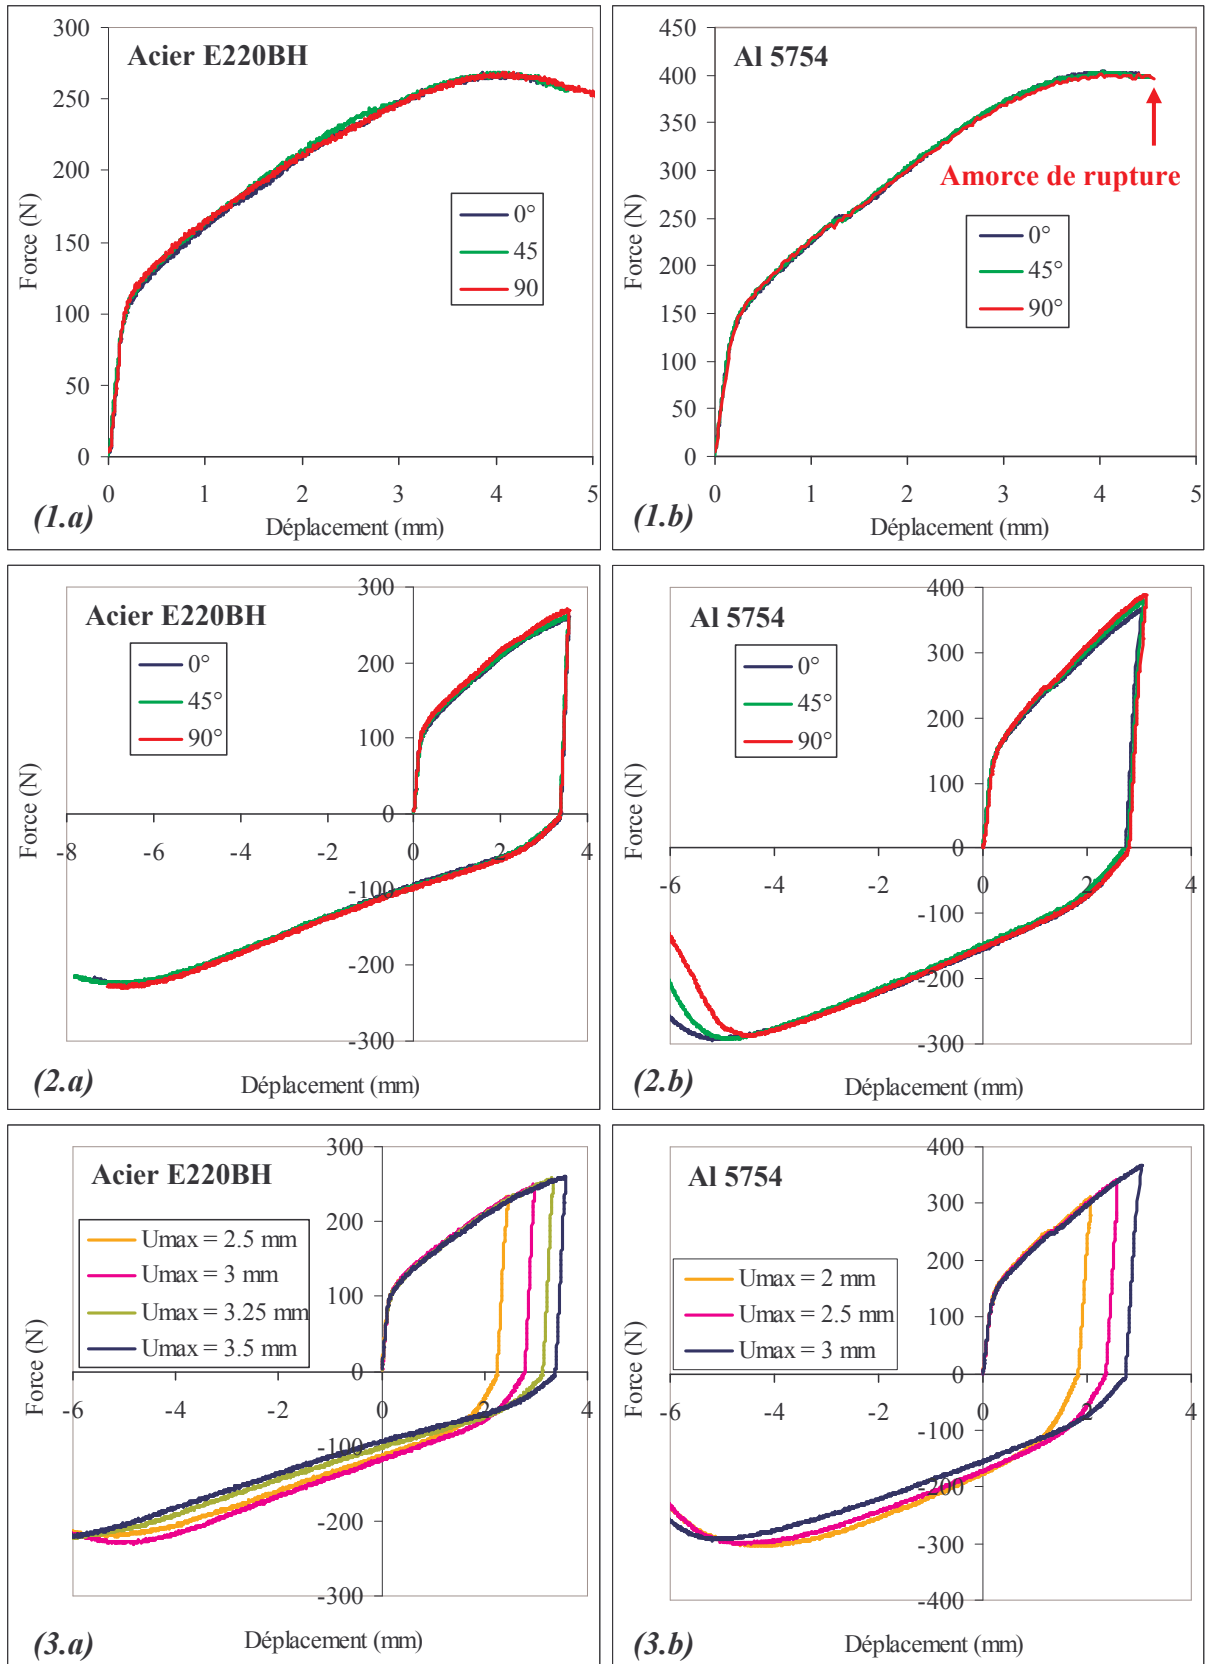 Acier E220BH
Force (N)
300
250
200
150
100
50
0
0°
45
90
0 1 2 3 4 5
Déplacement (mm)
(1.a)
Al 5754
Force (N)
450
400
350
300
250
200
150
100
50
0
Amorce de rupture
0°
45°
90°
0 1 2 3 4 5
Déplacement (mm)
(1.b)
Acier E220BH
0°
45°
90°
Force (N)
300
200
100
0
-8 -6 -4 -2 0 2 4
-100
-200
-300
Déplacement (mm)
(2.a)
Al 5754
0°
45°
90°
Force (N)
400
300
200
100
0
-6 -4 -2 0 2 4
-100
-200
-300
Déplacement (mm)
(2.b)
Acier E220BH
Umax = 2.5 mm
Umax = 3 mm
Umax = 3.25 mm
Umax = 3.5 mm
Force (N)
300
200
100
0
-6 -4 -2 0 2 4
-100
-200
-300
Déplacement (mm)
(3.a)
Al 5754
Umax = 2 mm
Umax = 2.5 mm
Umax = 3 mm
Force (N)
400
300
200
100
0
-6 -4 -2 0 2 4
-100
-200
-300
-400
Déplacement (mm)
(3.b)